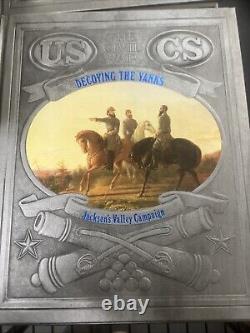 THE
US CIVIL CS
WAR
DECOYING THE YANKS
Jackson's Valley Campaign